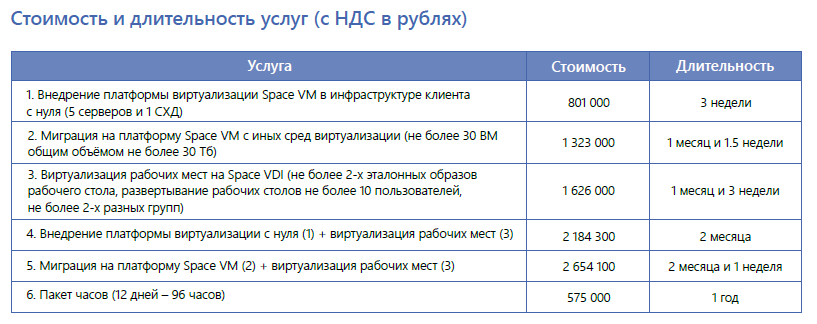 Стоимость и длительность услуг (с НДС в рублях)
Услуга Стоимость Длительность
1. Внедрение платформы виртуализации Space VM в инфраструктуре клиента
с нуля (5 серверов и 1 СХД)
801 000 3 недели
2. Миграция на платформу Space VM с иных сред виртуализации (не более 30 ВМ
общим объёмом не более 30 Тб)
1 323 000 1 месяц и 1.5 недели
3. Виртуализация рабочих мест на Space VDI (не более 2-х эталонных образов
рабочего стола, развертывание рабочих столов не более 10 пользователей,
не более 2-х разных групп)
1 626 000 1 месяц и 3 недели
4. Внедрение платформы виртуализации с нуля (1) + виртуализация рабочих мест (3) 2 184 300 2 месяца
5. Миграция на платформу Space VM (2) + виртуализация рабочих мест (3) 2 654 100 2 месяца и 1 неделя
6. Пакет часов (12 дней – 96 часов) 575 000 1 год